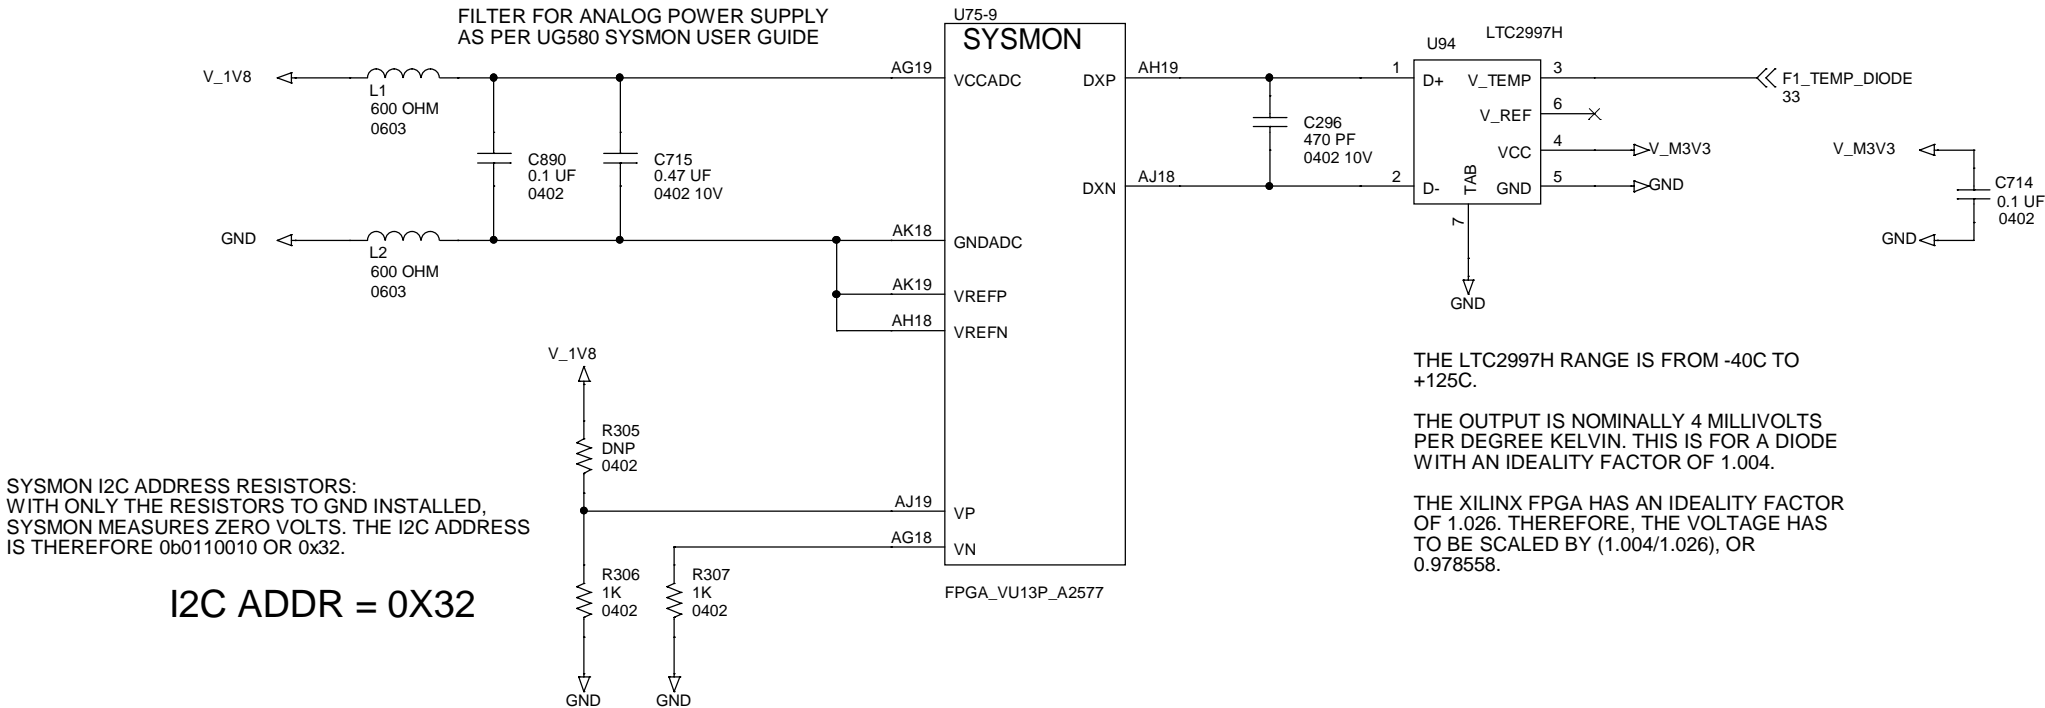 FILTER FOR ANALOG POWER SUPPLY
AS PER UG580 SYSMON USER GUIDE
V_1V8
L1
600 OHM
0603
C890
0.1 UF
0402
C715
0.47 UF
0402 10V
GND
L2
600 OHM
0603
U75-9
SYSMON
AG19
VCCADC
AK18
GNDADC
AK19
VREFP
AH18
VREFN
AJ19
VP
AG18
VN
DXP
AH19
DXN
AJ18
FPGA_VU13P_A2577
C296
470 PF
0402 10V
U94
LTC2997H
1
D+
2
D-
V_TEMP
3
V_REF
6
VCC
4
GND
5
TAB
7
GND
F1_TEMP_DIODE
33
V_M3V3
GND
V_M3V3
C714
0.1 UF
0402
GND
V_1V8
R305
DNP
0402
R306
1K
0402
GND
R307
1K
0402
GND
SYSMON I2C ADDRESS RESISTORS:
WITH ONLY THE RESISTORS TO GND INSTALLED,
SYSMON MEASURES ZERO VOLTS. THE I2C ADDRESS
IS THEREFORE 0b0110010 OR 0x32.
I2C ADDR = 0X32
THE LTC2997H RANGE IS FROM -40C TO
+125C.
THE OUTPUT IS NOMINALLY 4 MILLIVOLTS
PER DEGREE KELVIN. THIS IS FOR A DIODE
WITH AN IDEALITY FACTOR OF 1.004.
THE XILINX FPGA HAS AN IDEALITY FACTOR
OF 1.026. THEREFORE, THE VOLTAGE HAS
TO BE SCALED BY (1.004/1.026), OR
0.978558.